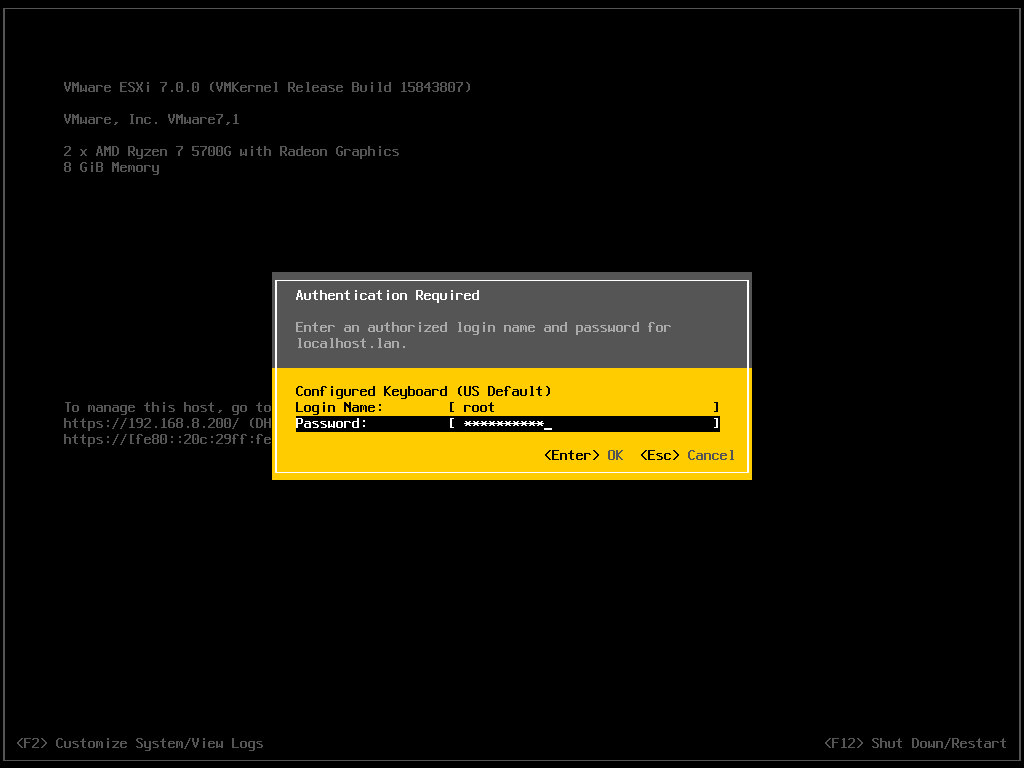 VMware ESXi 7.0.0 (VMKernel Release Build 15843807)
VMware, Inc. VMware7,1
2 x AMD Ryzen 7 5700G with Radeon Graphics
8 GiB Memory
Authentication Required
Enter an authorized login name and password for
localhost.lan.
Configured Keyboard (US Default)
Login Name: [ root ]
Password: [ **********_ ]
<Enter> OK <Esc> Cancel
To manage this host, go to
https://192.168.8.200/ (DH
https://[fe80::20c:29ff:fe
<F2> Customize System/View Logs
<F12> Shut Down/Restart